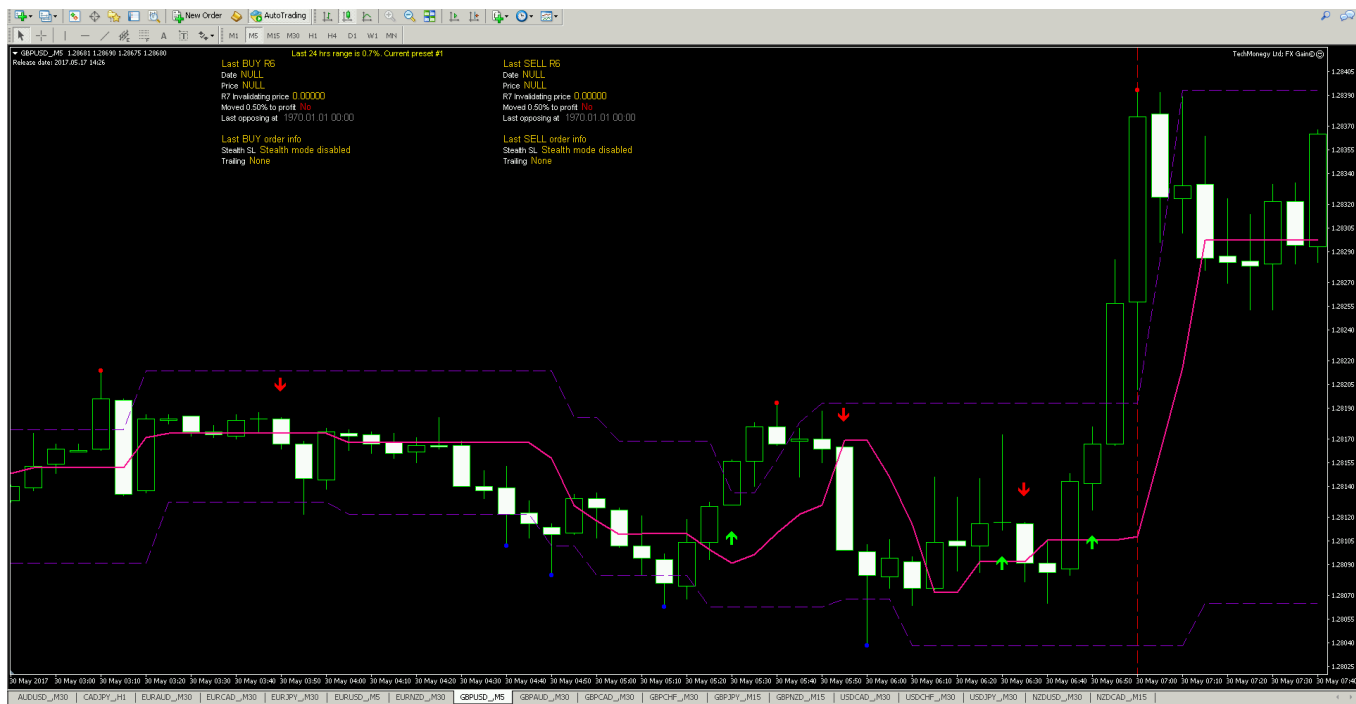 New Order AutoTrading
M1 M5 M15 M30 H1 H4 D1 W1 MN
GBPUSD_,M5 1.28681 1.28690 1.28675 1.28680
Last 24 hrs range is 0.7%. Current preset #1
TechMonegy Ltd; FX Gain©
Release date: 2017.05.17 14:26
Last BUY R6
Date NULL
Price NULL
R7 Invalidating price 0.00000
Moved 0.50% to profit No
Last opposing at 1970.01.01 00:00
Last BUY order info
Stealth SL Stealth mode disabled
Trailing None
Last SELL R6
Date NULL
Price NULL
R7 Invalidating price 0.00000
Moved 0.50% to profit No
Last opposing at 1970.01.01 00:00
Last SELL order info
Stealth SL Stealth mode disabled
Trailing None
1.28405
1.28390
1.28370
1.28355
1.28340
1.28320
1.28305
1.28290
1.28270
1.28255
1.28240
1.28220
1.28205
1.28190
1.28170
1.28155
1.28140
1.28120
1.28105
1.28090
1.28070
1.28055
1.28040
1.28025
30 May 2017 30 May 03:00 30 May 03:10 30 May 03:20 30 May 03:30 30 May 03:40 30 May 03:50 30 May 04:00 30 May 04:10 30 May 04:20 30 May 04:30 30 May 04:40 30 May 04:50 30 May 05:00 30 May 05:10 30 May 05:20 30 May 05:30 30 May 05:40 30 May 05:50 30 May 06:00 30 May 06:10 30 May 06:20 30 May 06:30 30 May 06:40 30 May 06:50 30 May 07:00 30 May 07:10 30 May 07:20 30 May 07:30 30 May 07:40
AUDUSD_,M30 CADJPY_,H1 EURAUD_,M30 EURCAD_,M30 EURJPY_,M30 EURUSD_,M5 EURNZD_,M30 GBPUSD_,M5 GBPAUD_,M30 GBPCAD_,M30 GBPCHF_,M30 GBPJPY_,M15 GBPNZD_,M15 USDCAD_,M30 USDCHF_,M30 USDJPY_,M30 NZDUSD_,M30 NZDCAD_,M15